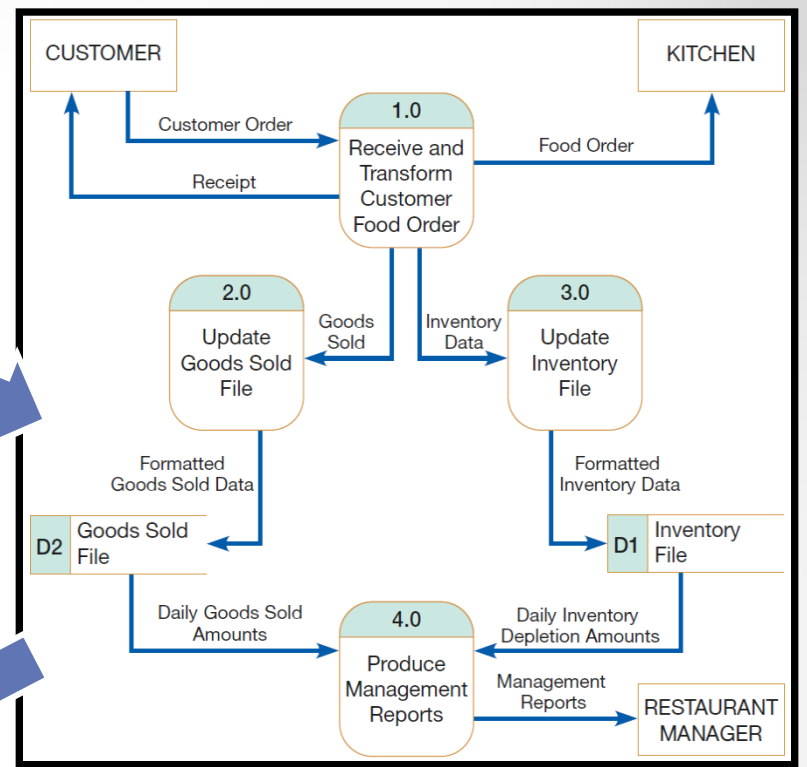 CUSTOMER
KITCHEN
1.0
Receive and
Transform
Customer
Food Order
Customer Order
Receipt
Food Order
2.0
Update
Goods Sold
File
Goods
Sold
Inventory
Data
3.0
Update
Inventory
File
Formatted
Goods Sold Data
Formatted
Inventory Data
D2
Goods Sold
File
D1
Inventory
File
Daily Goods Sold
Amounts
4.0
Produce
Management
Reports
Daily Inventory
Depletion Amounts
Management
Reports
RESTAURANT
MANAGER